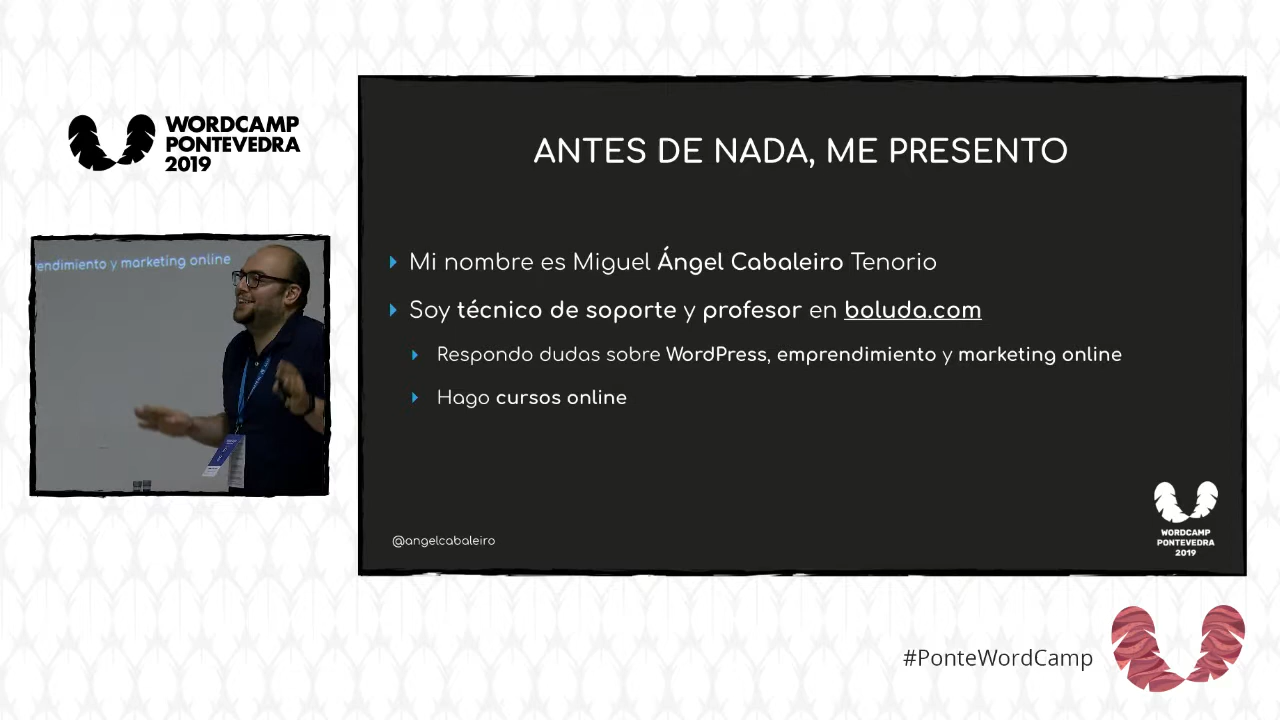 WORDCAMP
PONTEVEDRA
2019
endimiento y marketing online
ANTES DE NADA, ME PRESENTO
Mi nombre es Miguel Ángel Cabaleiro Tenorio
Soy técnico de soporte y profesor en boluda.com
Respondo dudas sobre WordPress, emprendimiento y marketing online
Hago cursos online
@angelcabaleiro
WORDCAMP
PONTEVEDRA
2019
#PonteWordCamp